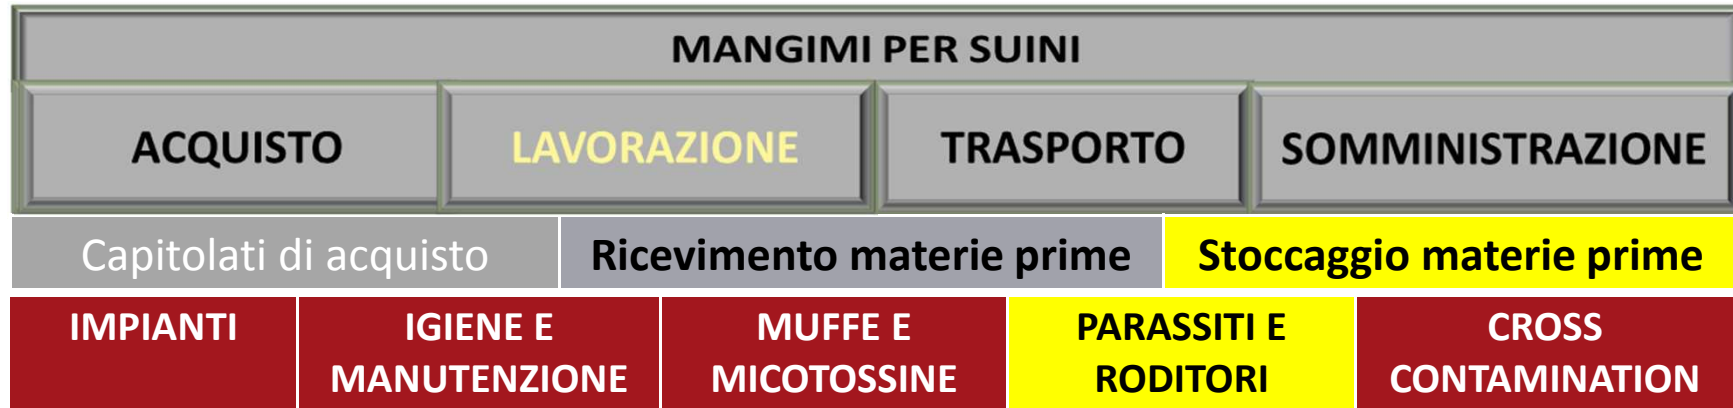 MANGIMI PER SUINI
ACQUISTO LAVORAZIONE TRASPORTO SOMMINISTRAZIONE
Capitolati di acquisto Ricevimento materie prime Stoccaggio materie prime
IMPIANTI
IGIENE E
MANUTENZIONE
MUFFE E
MICOTOSSINE
PARASSITI E
RODITORI
CROSS
CONTAMINATION